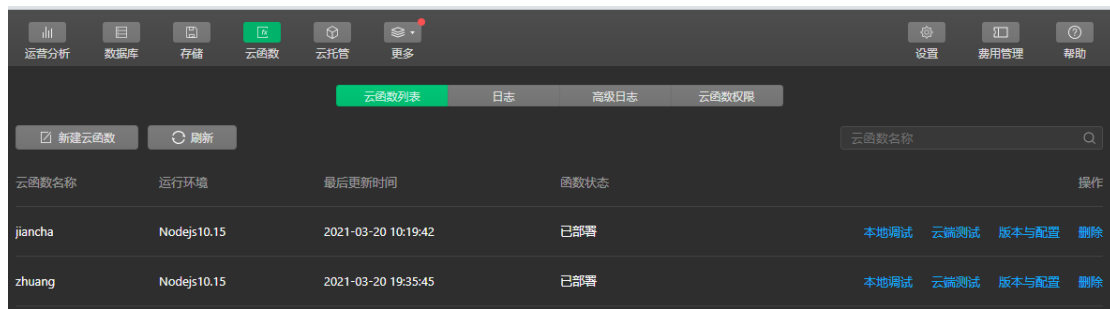 运营分析 数据库 存储 云函数 云托管 更多 设置 费用管理 帮助
云函数列表 日志 高级日志 云函数权限
新建云函数 刷新 云函数名称
云函数名称 运行环境 最后更新时间 函数状态 操作
jiancha Nodejs10.15 2021-03-20 10:19:42 已部署 本地调试 云端测试 版本与配置 删除
zhuang Nodejs10.15 2021-03-20 19:35:45 已部署 本地调试 云端测试 版本与配置 删除